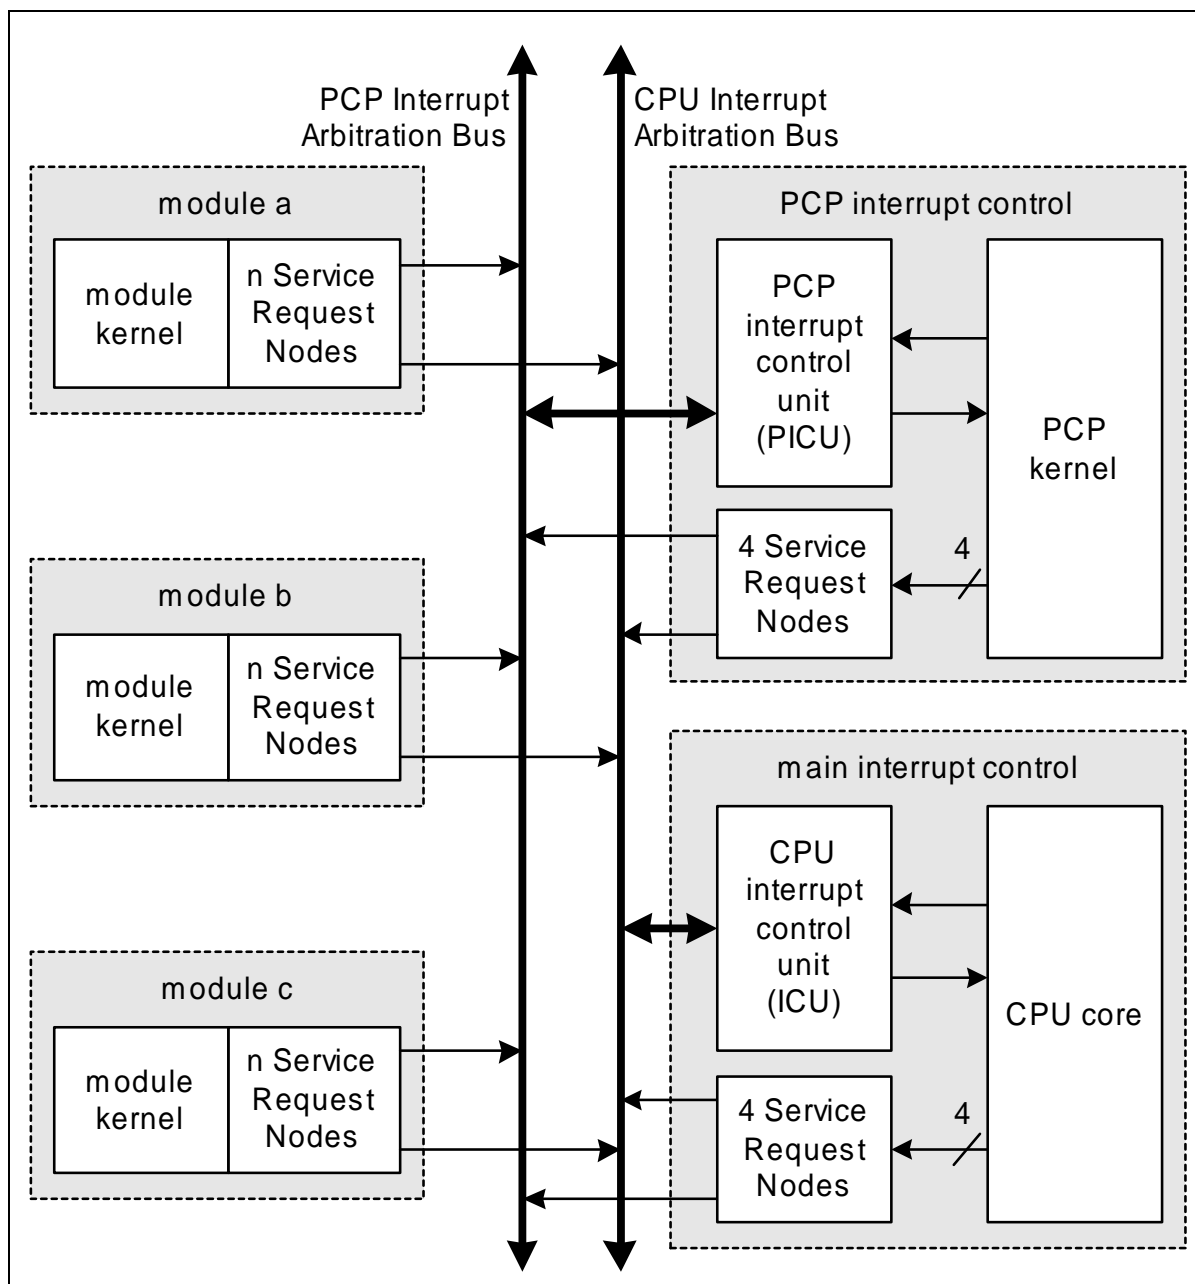 PCP Interrupt
Arbitration Bus
CPU Interrupt
Arbitration Bus
module a
module
kernel
n Service
Request
Nodes
module b
module
kernel
n Service
Request
Nodes
module c
module
kernel
n Service
Request
Nodes
PCP interrupt control
PCP
interrupt
control
unit
(PICU)
PCP
kernel
4 Service
Request
Nodes
4
main interrupt control
CPU
interrupt
control
unit
(ICU)
CPU core
4 Service
Request
Nodes
4